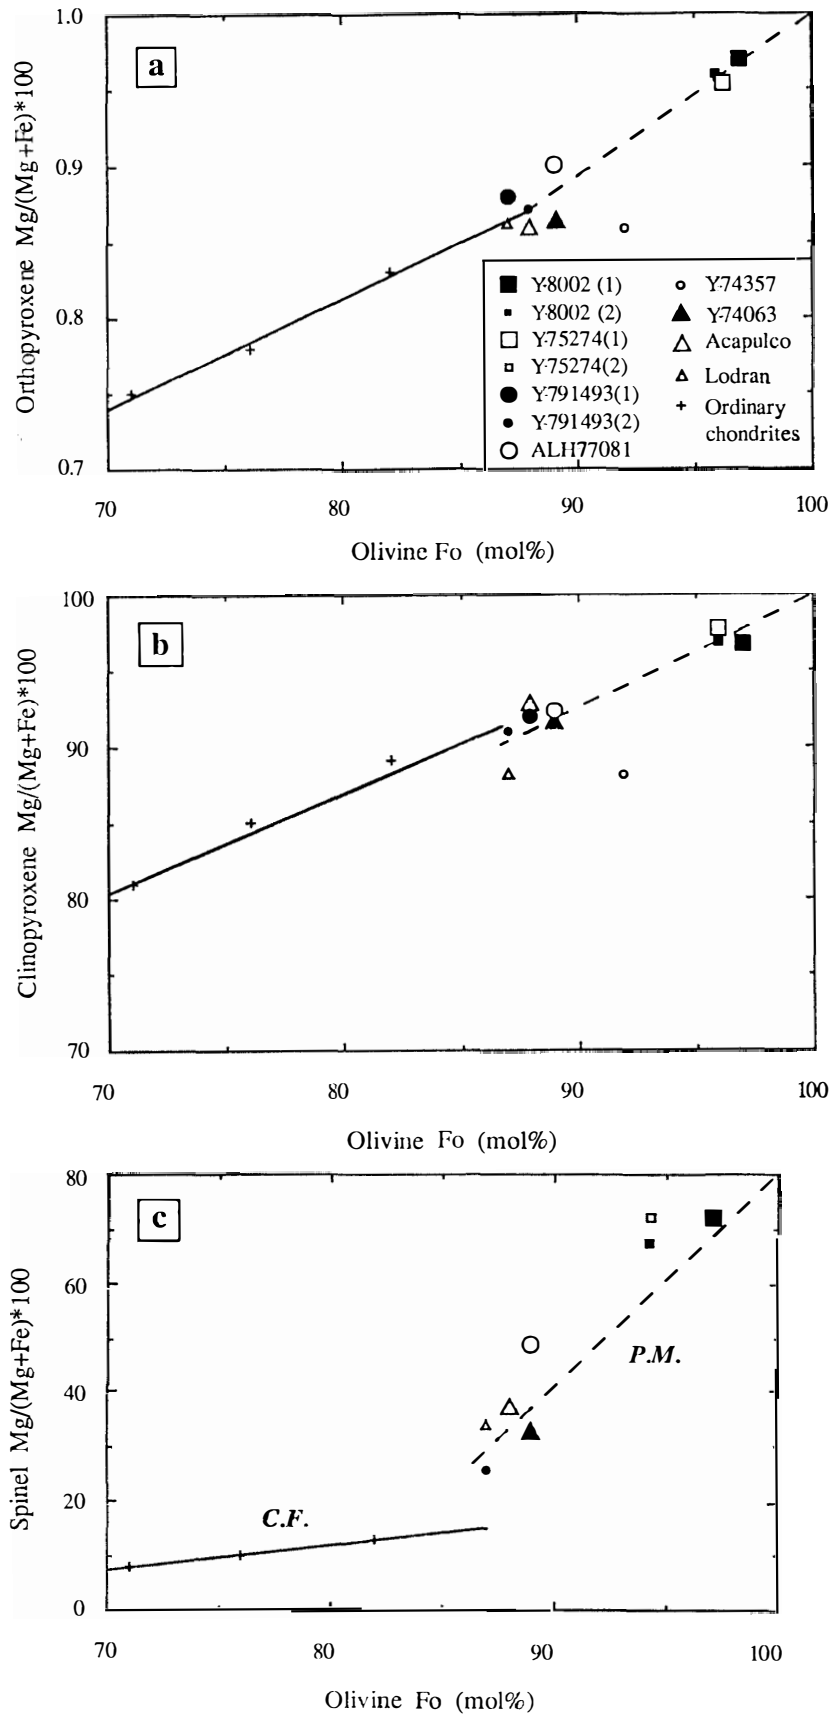 1.0
a
0.9
0.8
0.7
Orthopyroxene Mg/(Mg+Fe)*100
Y-8002 (1)
Y-8002 (2)
Y-75274(1)
Y-75274(2)
Y-791493(1)
Y-791493(2)
ALH77081
Y-74357
Y-74063
Acapulco
Lodran
Ordinary
chondrites
70 80 90 100
Olivine Fo (mol%)
100
b
90
80
70
Clinopyroxene Mg/(Mg+Fe)*100
70 80 90 100
Olivine Fo (mol%)
80
c
60
40
20
0
Spinel Mg/(Mg+Fe)*100
P.M.
C.F.
70 80 90 100
Olivine Fo (mol%)